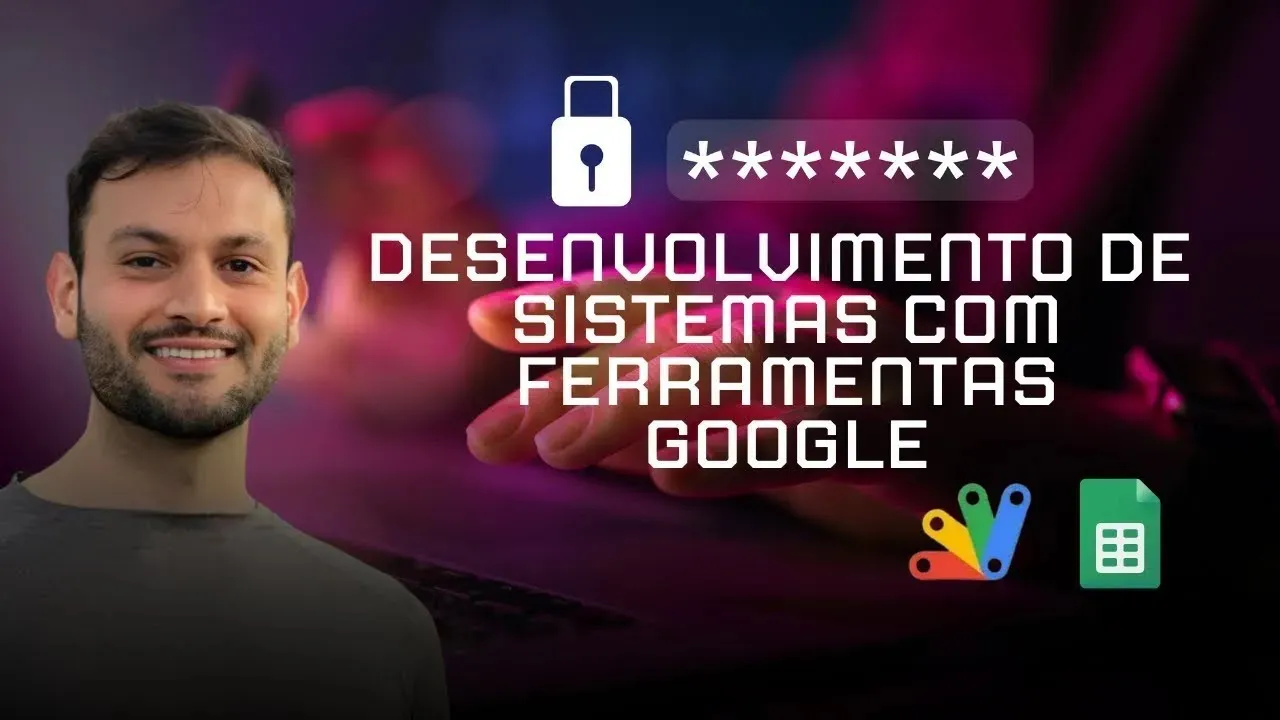 *******
DESENVOLVIMENTO DE
SISTEMAS COM
FERRAMENTAS
GOOGLE